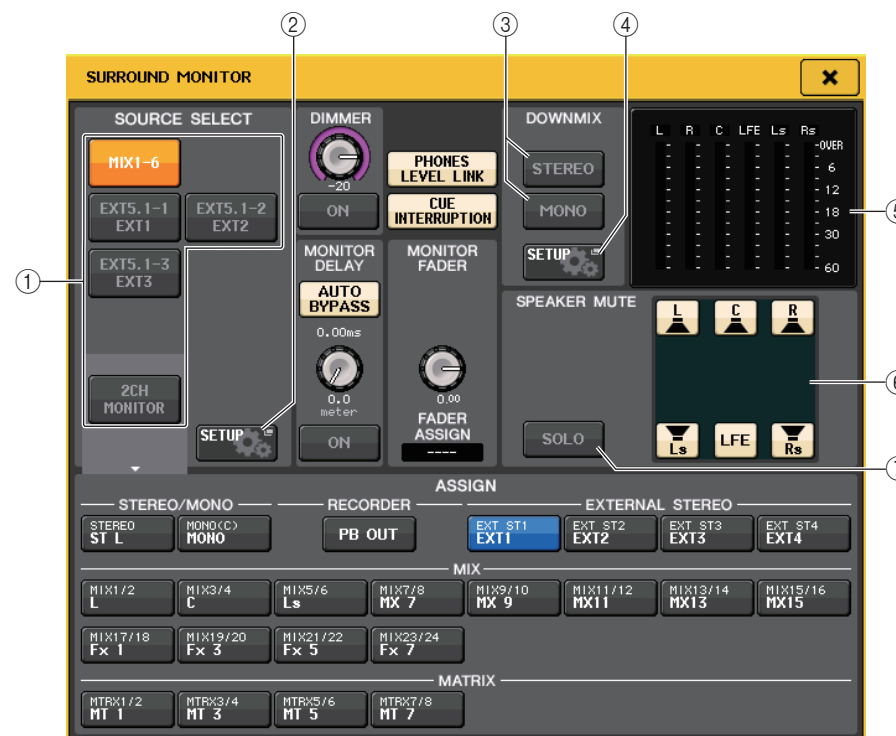 ② ③ ④
SURROUND MONITOR ×
SOURCE SELECT
MIX1-6
EXT5.1-1
EXT1
EXT5.1-2
EXT2
EXT5.1-3
EXT3
①
2CH
MONITOR
SETUP
DIMMER
-20
ON
PHONES
LEVEL LINK
CUE
INTERRUPTION
MONITOR
DELAY
AUTO
BYPASS
0.00ms
0.0
meter
ON
MONITOR
FADER
0.00
FADER
ASSIGN
----
DOWNMIX
STEREO
MONO
SETUP
L R C LFE Ls Rs
OVER
6
12
18
30
60
⑤
SPEAKER MUTE
L C R
Ls LFE Rs
⑥
SOLO
ASSIGN
STEREO/MONO RECORDER EXTERNAL STEREO
STEREO
ST L
MONO(C)
MONO
PB OUT
EXT ST1
EXT1
EXT ST2
EXT2
EXT ST3
EXT3
EXT ST4
EXT4
MIX
MIX1/2
L
MIX3/4
C
MIX5/6
Ls
MIX7/8
MX 7
MIX9/10
MX 9
MIX11/12
MX11
MIX13/14
MX13
MIX15/16
MX15
MIX17/18
Fx 1
MIX19/20
Fx 3
MIX21/22
Fx 5
MIX23/24
Fx 7
MATRIX
MTRX1/2
MT 1
MTRX3/4
MT 3
MTRX5/6
MT 5
MTRX7/8
MT 7